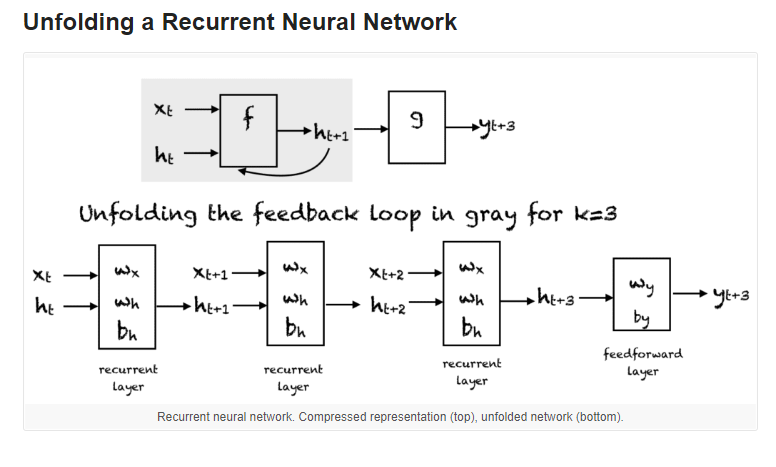 Unfolding a Recurrent Neural Network
xt
f
ht+1
g
yt+3
ht
Unfolding the feedback loop in gray for k=3
xt
ht
wx
wh
bh
recurrent
layer
xt+1
ht+1
wx
wh
bh
recurrent
layer
xt+2
ht+2
wx
wh
bh
recurrent
layer
ht+3
wy
by
feedforward
layer
yt+3
Recurrent neural network. Compressed representation (top), unfolded network (bottom).